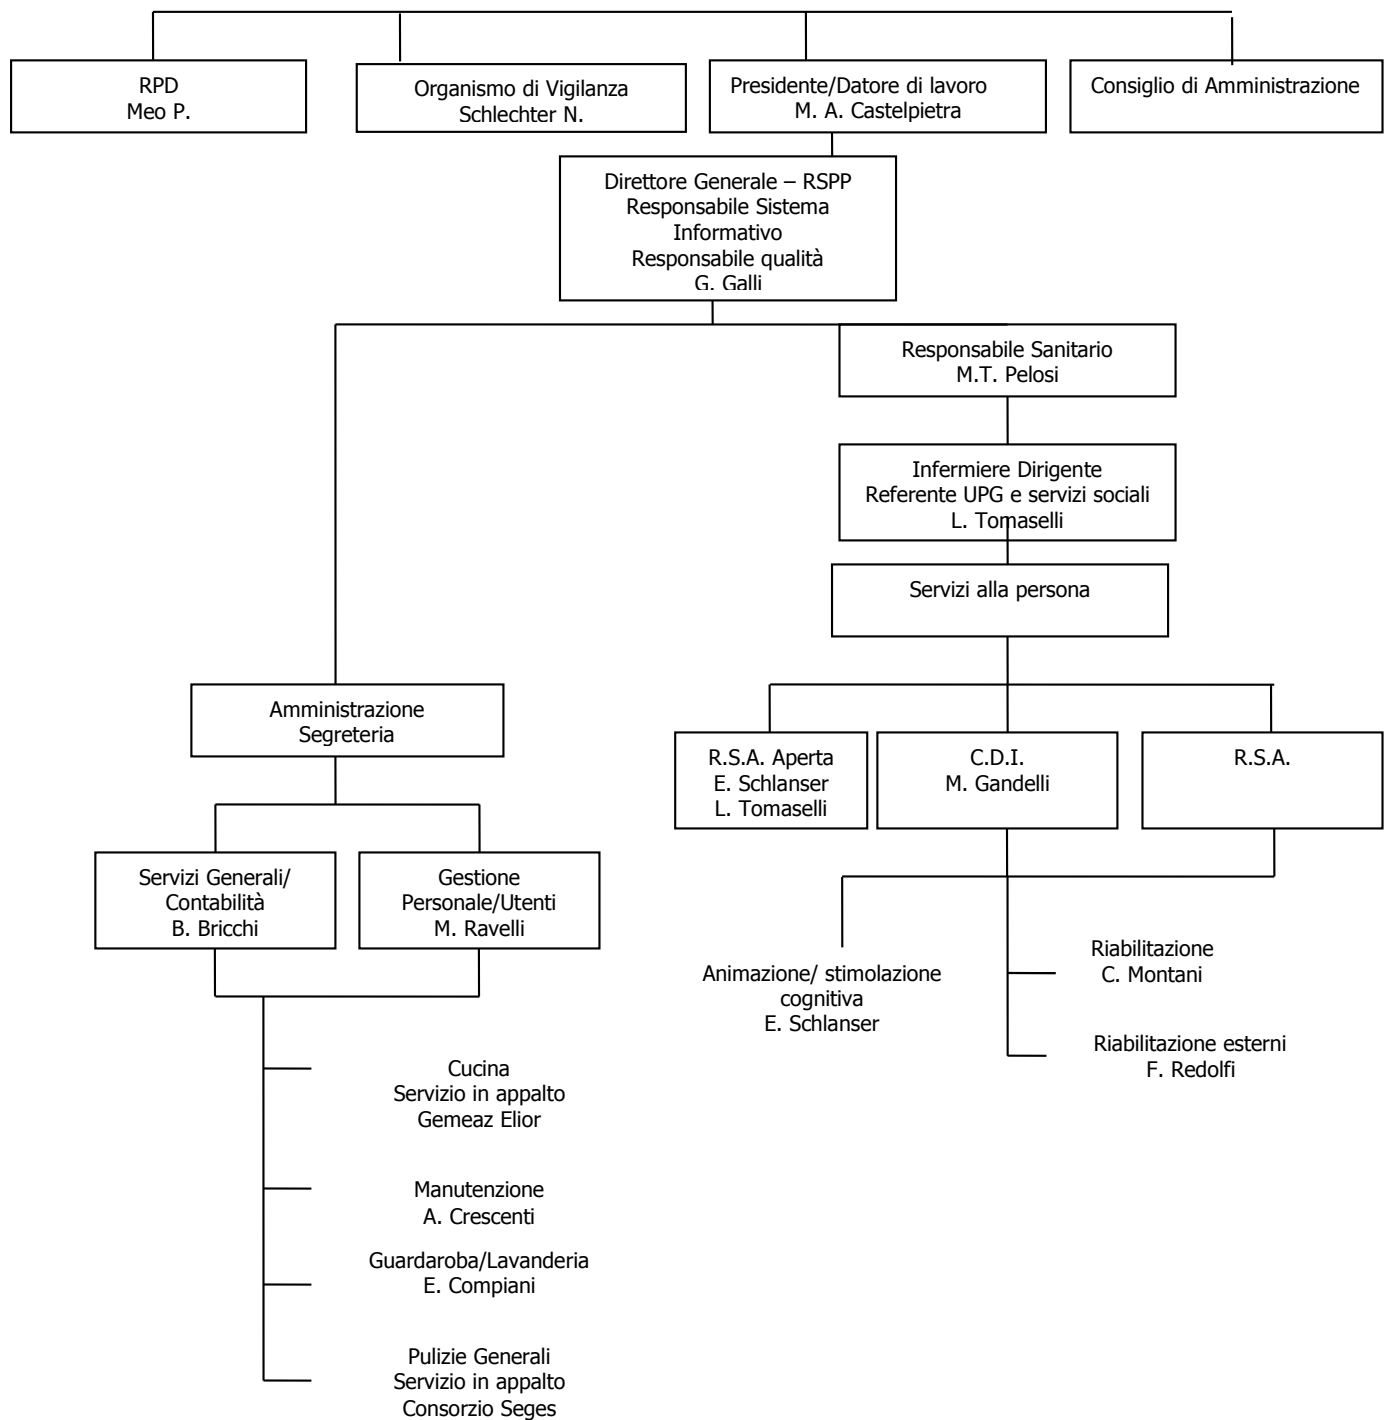 RPD
Meo P.
Organismo di Vigilanza
Schlechter N.
Presidente/Datore di lavoro
M. A. Castelpietra
Consiglio di Amministrazione
Direttore Generale – RSPP
Responsabile Sistema
Informativo
Responsabile qualità
G. Galli
Responsabile Sanitario
M.T. Pelosi
Infermiere Dirigente
Referente UPG e servizi sociali
L. Tomaselli
Servizi alla persona
Amministrazione
Segreteria
R.S.A. Aperta
E. Schlanser
L. Tomaselli
C.D.I.
M. Gandelli
R.S.A.
Servizi Generali/
Contabilità
B. Bricchi
Gestione
Personale/Utenti
M. Ravelli
Animazione/ stimolazione
cognitiva
E. Schlanser
Riabilitazione
C. Montani
Riabilitazione esterni
F. Redolfi
Cucina
Servizio in appalto
Gemeaz Elior
Manutenzione
A. Crescenti
Guardaroba/Lavanderia
E. Compiani
Pulizie Generali
Servizio in appalto
Consorzio Seges